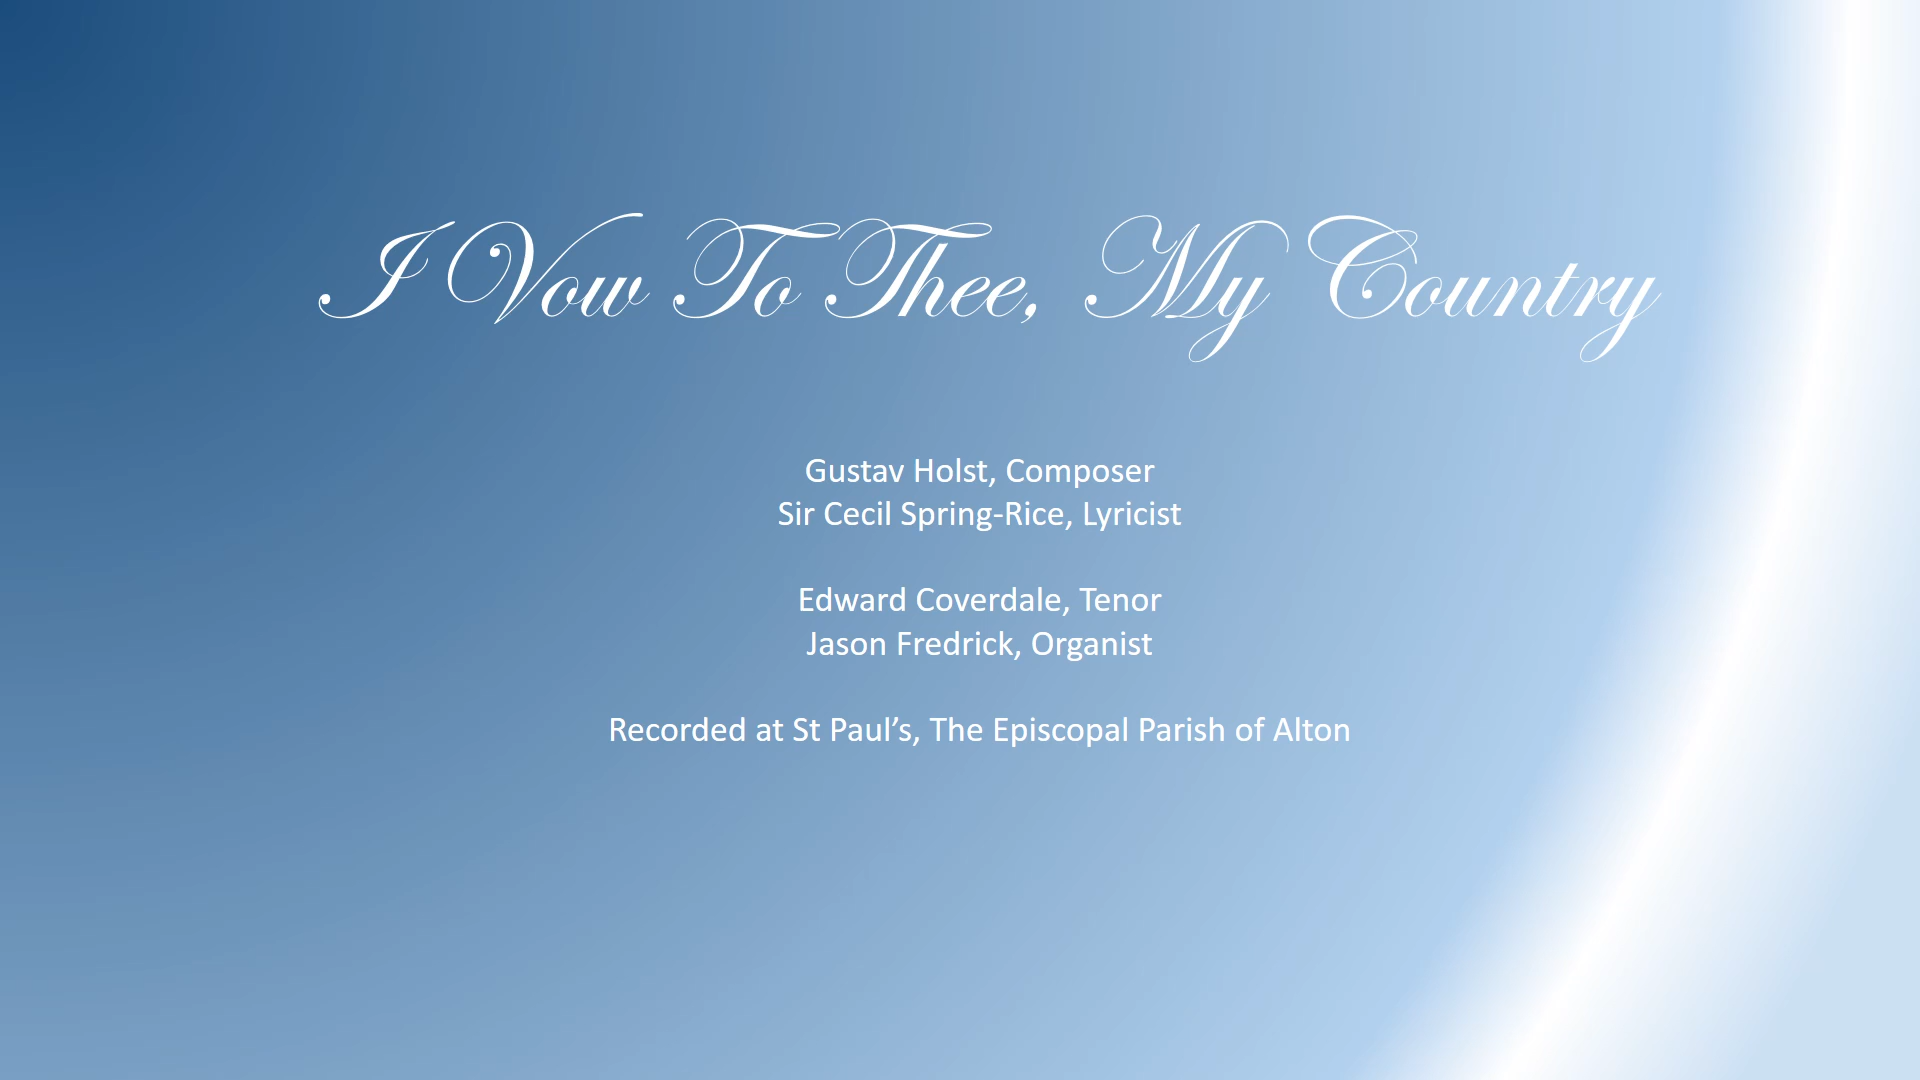 I Vow To Thee, My Country
Gustav Holst, Composer
Sir Cecil Spring-Rice, Lyricist
Edward Coverdale, Tenor
Jason Fredrick, Organist
Recorded at St Paul’s, The Episcopal Parish of Alton